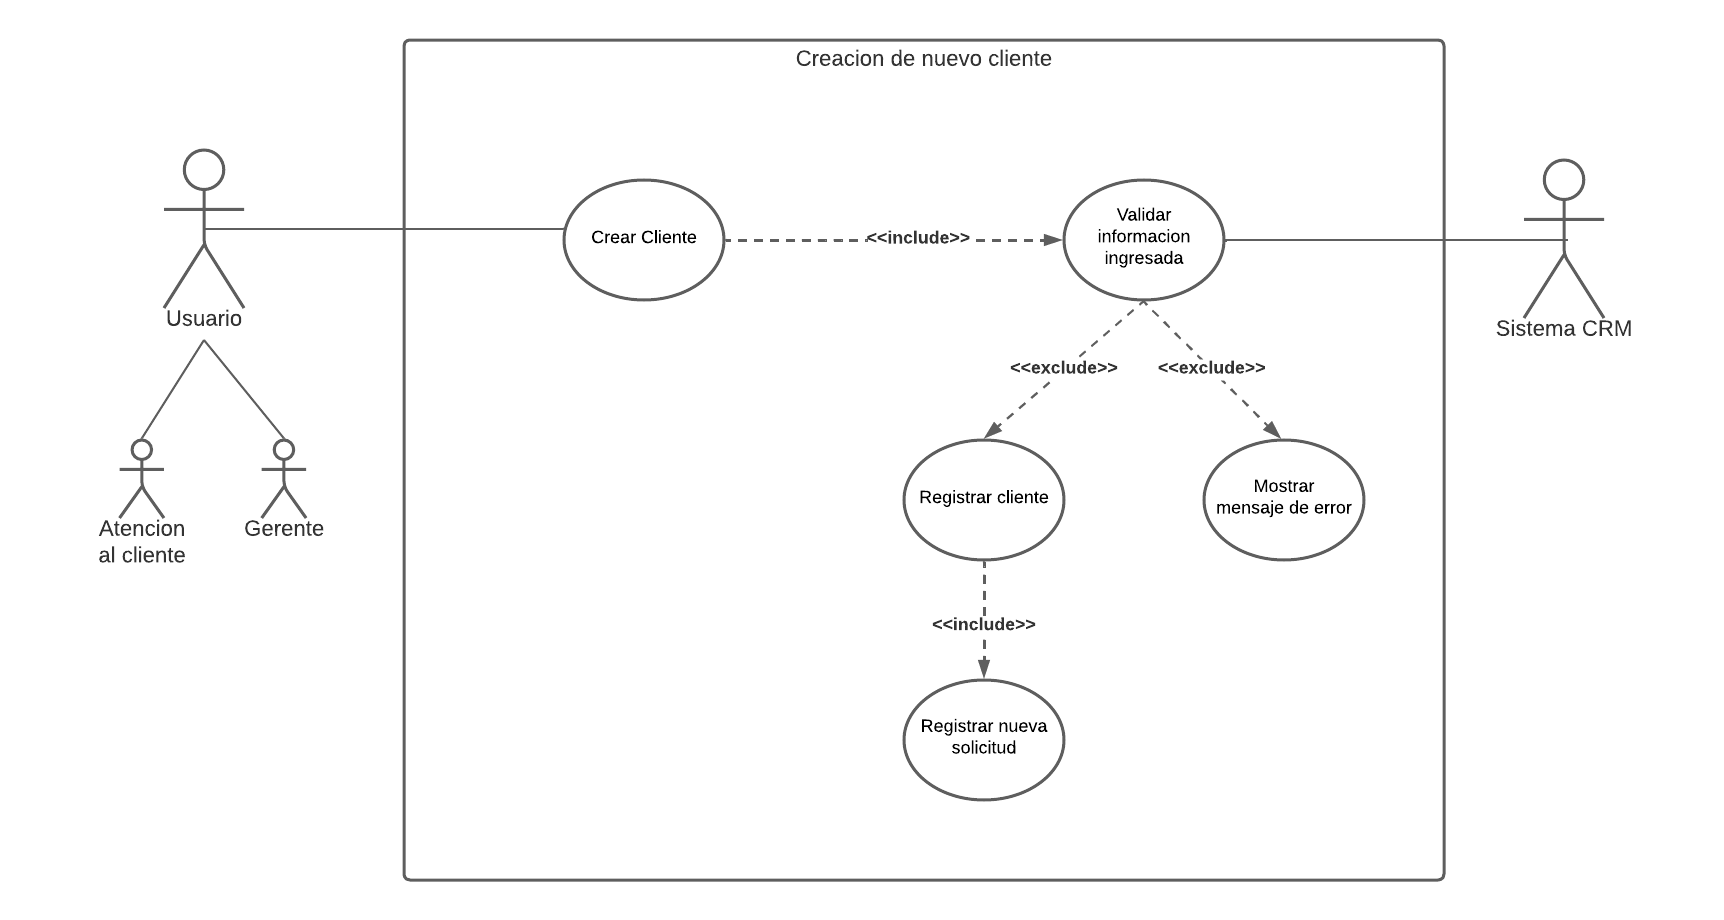 Creacion de nuevo cliente
Crear Cliente
<<include>>
Validar
informacion
ingresada
Usuario
Sistema CRM
<<exclude>>
<<exclude>>
Atencion
al cliente
Gerente
Registrar cliente
Mostrar
mensaje de error
<<include>>
Registrar nueva
solicitud